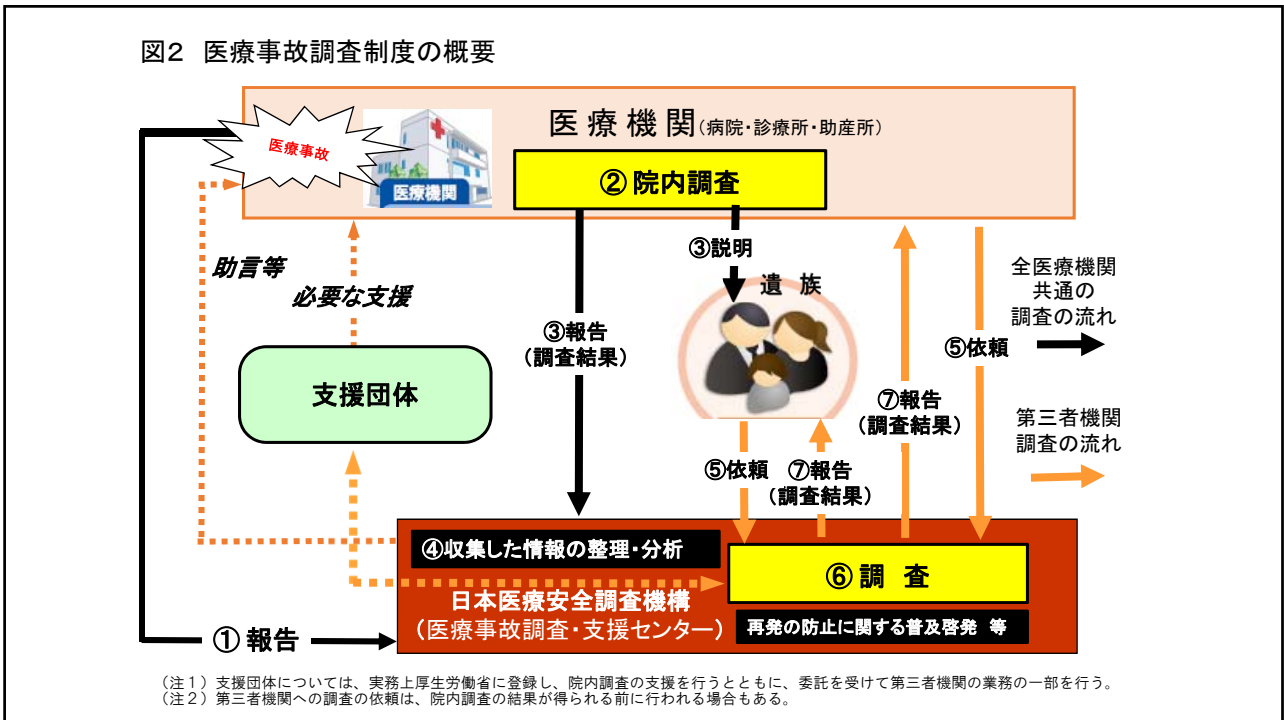 図2 医療事故調査制度の概要
医療機関(病院・診療所・助産所)
医療事故
医療機関
②院内調査
③説明
遺 族
助言等
必要な支援
③報告
(調査結果)
支援団体
全医療機関
共通の
調査の流れ
⑤依頼
⑦報告
(調査結果)
第三者機関
調査の流れ
⑤依頼
⑦報告
(調査結果)
④収集した情報の整理・分析
⑥調 査
日本医療安全調査機構
(医療事故調査・支援センター)
再発の防止に関する普及啓発 等
①報告
(注1)支援団体については、実務上厚生労働省に登録し、院内調査の支援を行うとともに、委託を受けて第三者機関の業務の一部を行う。
(注2)第三者機関への調査の依頼は、院内調査の結果が得られる前に行われる場合もある。